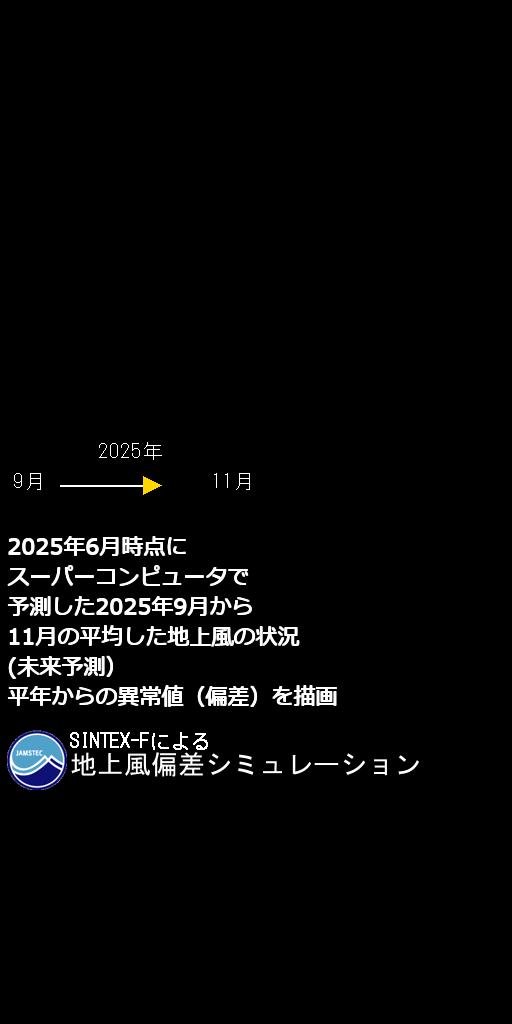 2025年
9月 11月
2025年6月時点に
スーパーコンピュータで
予測した2025年9月から
11月の平均した地上風の状況
(未来予測)
平年からの異常値（偏差）を描画
SINTEX-Fによる
JAMSTEC
地上風偏差シミュレーション